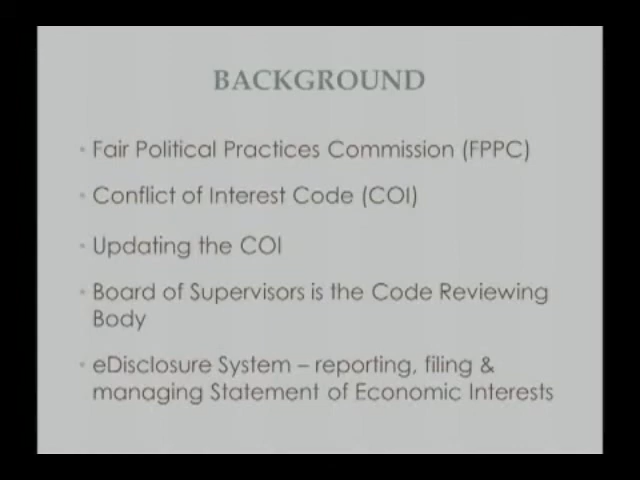 BACKGROUND
• Fair Political Practices Commission (FPPC)
• Conflict of Interest Code (COI)
• Updating the COI
• Board of Supervisors is the Code Reviewing
Body
• eDisclosure System – reporting, filing &
managing Statement of Economic Interests